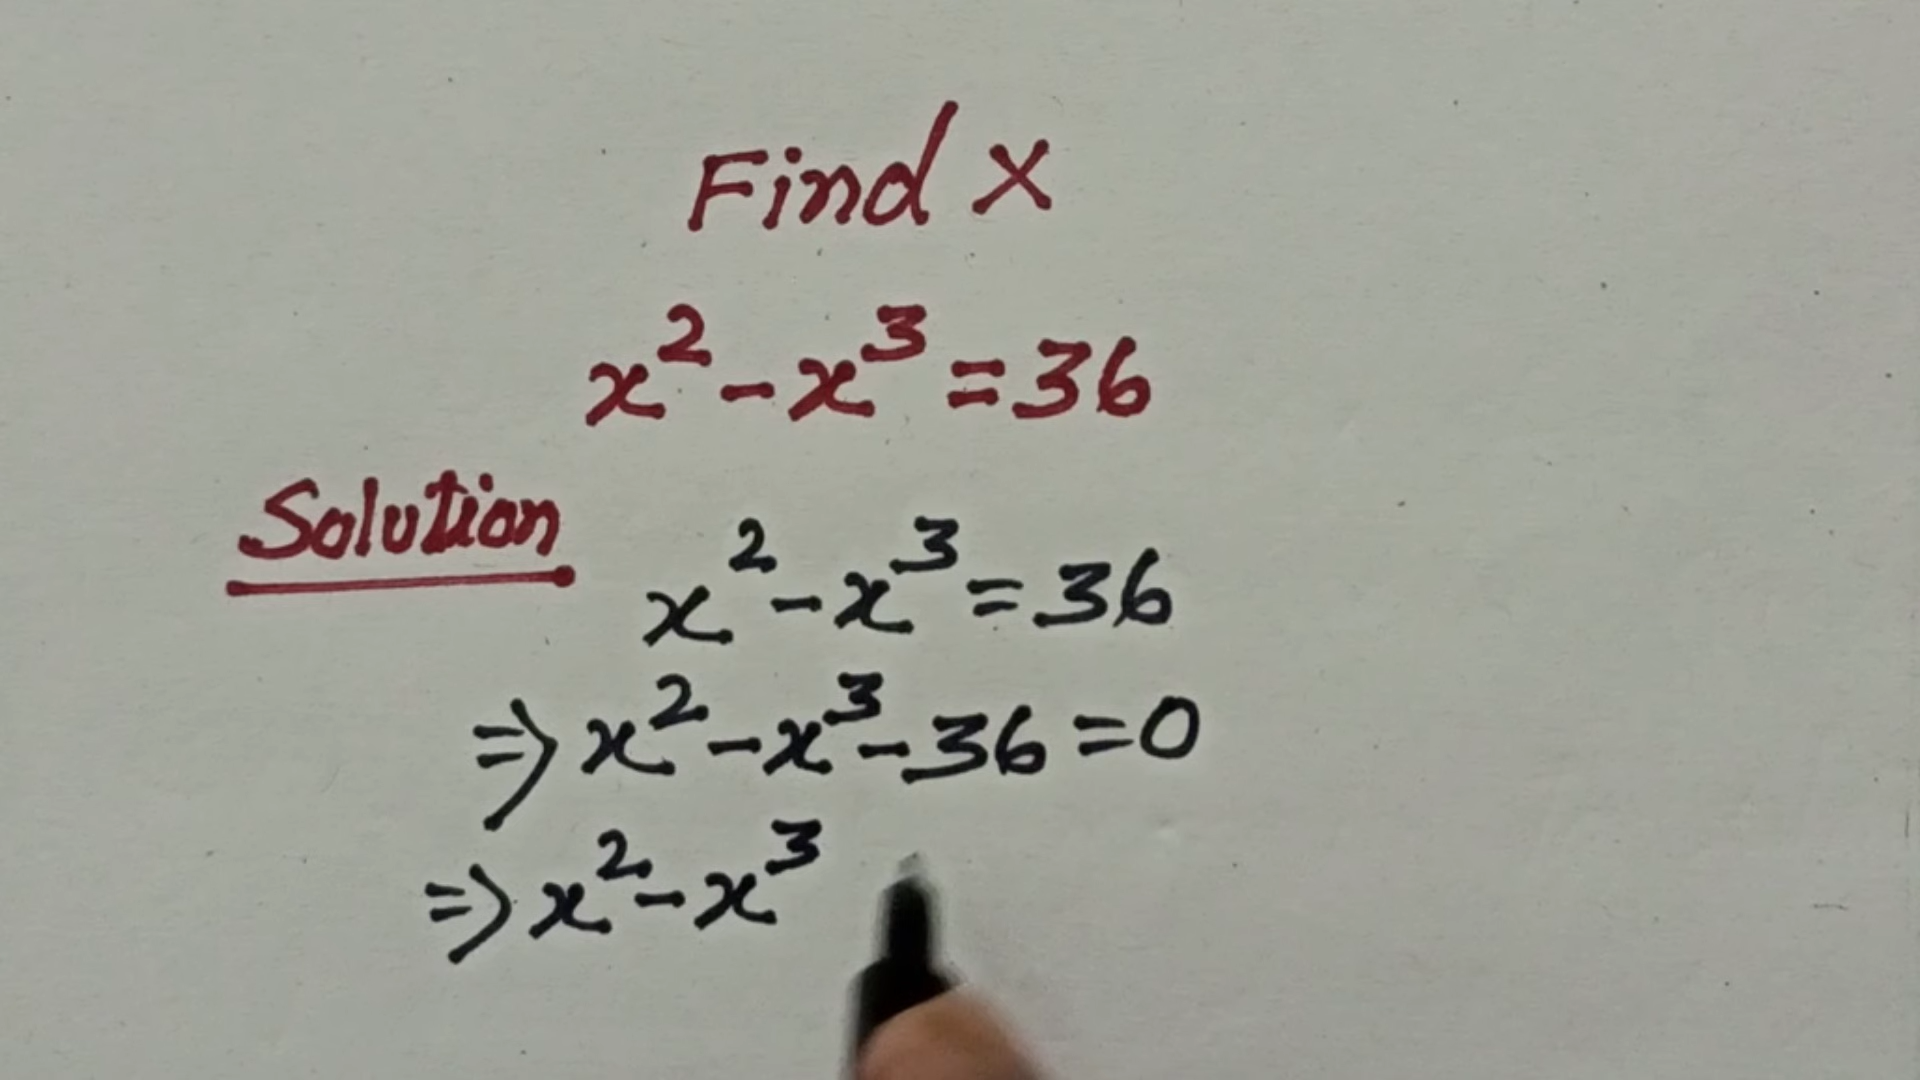 Find x
x² - x³ = 36
Solution
x² - x³ = 36
⇒ x² - x³ - 36 = 0
⇒ x² - x³